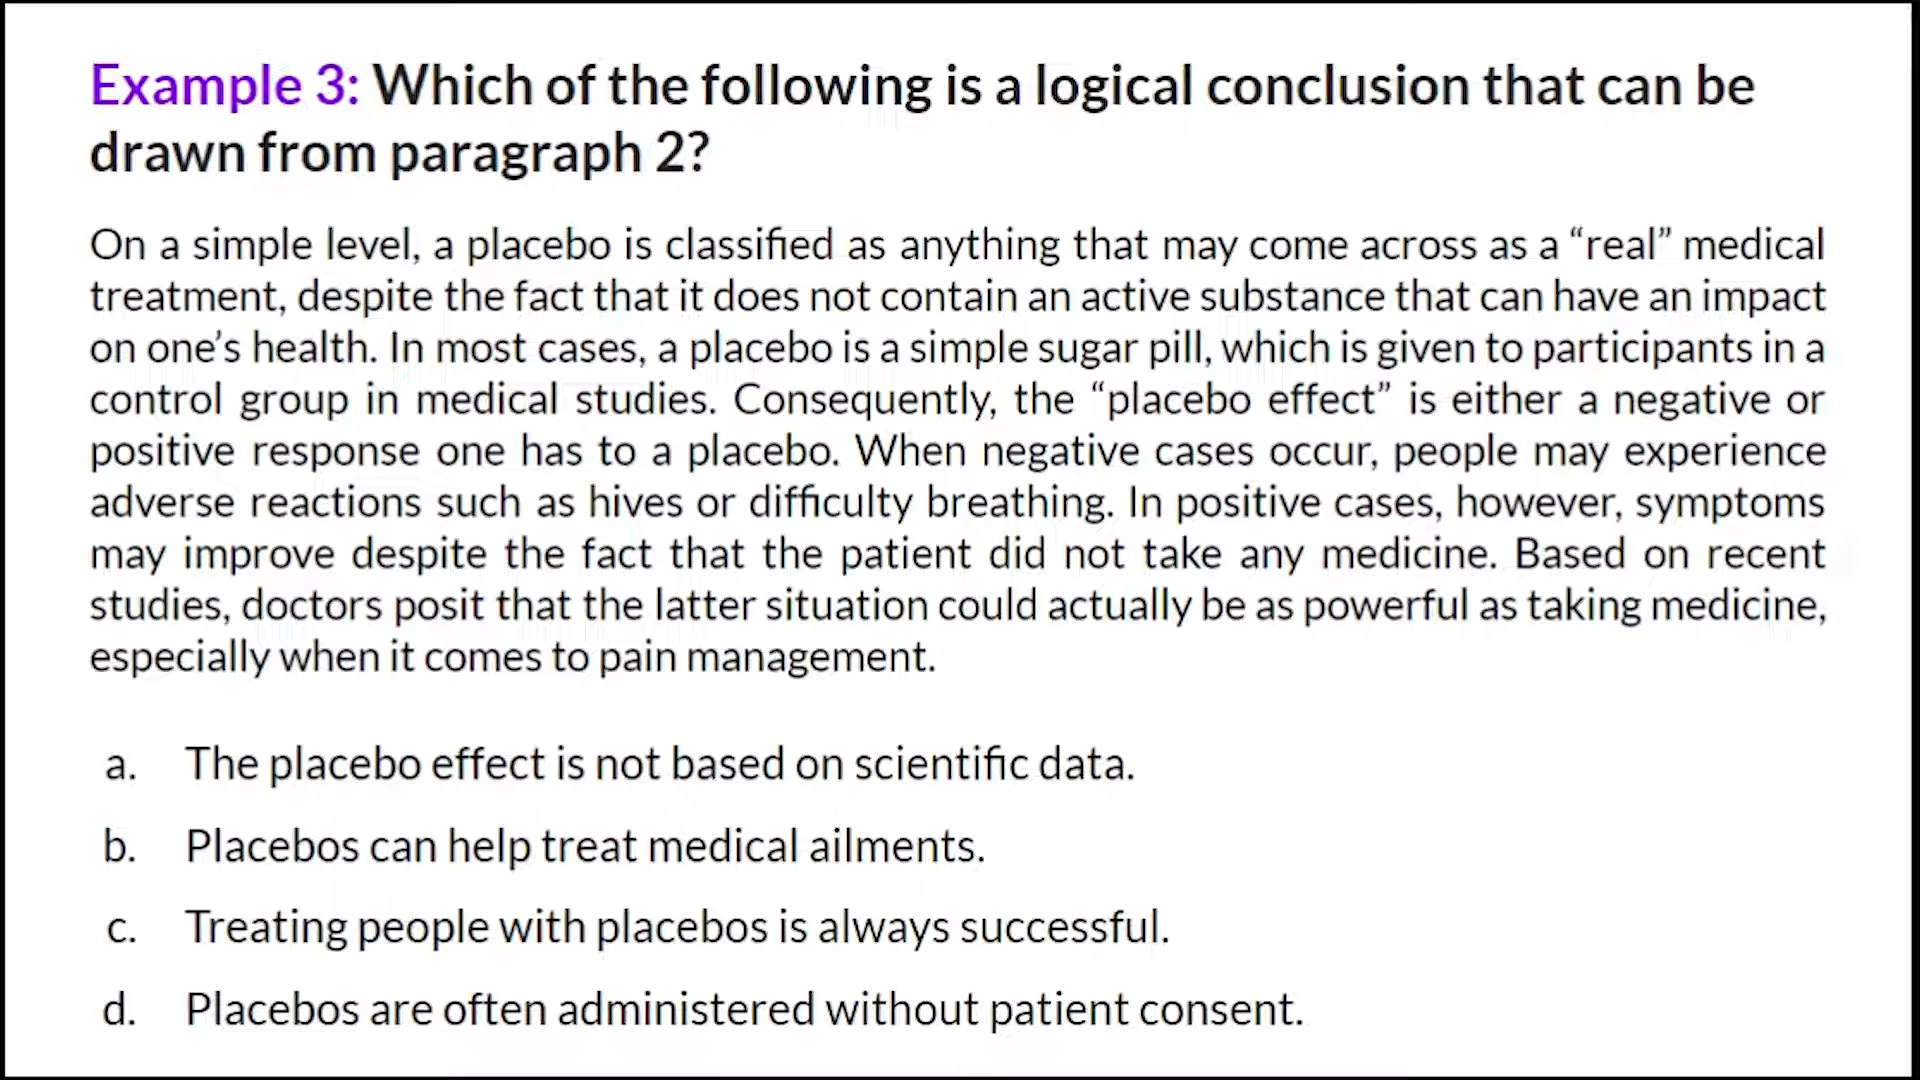 Example 3: Which of the following is a logical conclusion that can be
drawn from paragraph 2?
On a simple level, a placebo is classified as anything that may come across as a “real” medical
treatment, despite the fact that it does not contain an active substance that can have an impact
on one’s health. In most cases, a placebo is a simple sugar pill, which is given to participants in a
control group in medical studies. Consequently, the “placebo effect” is either a negative or
positive response one has to a placebo. When negative cases occur, people may experience
adverse reactions such as hives or difficulty breathing. In positive cases, however, symptoms
may improve despite the fact that the patient did not take any medicine. Based on recent
studies, doctors posit that the latter situation could actually be as powerful as taking medicine,
especially when it comes to pain management.
a. The placebo effect is not based on scientific data.
b. Placebos can help treat medical ailments.
c. Treating people with placebos is always successful.
d. Placebos are often administered without patient consent.